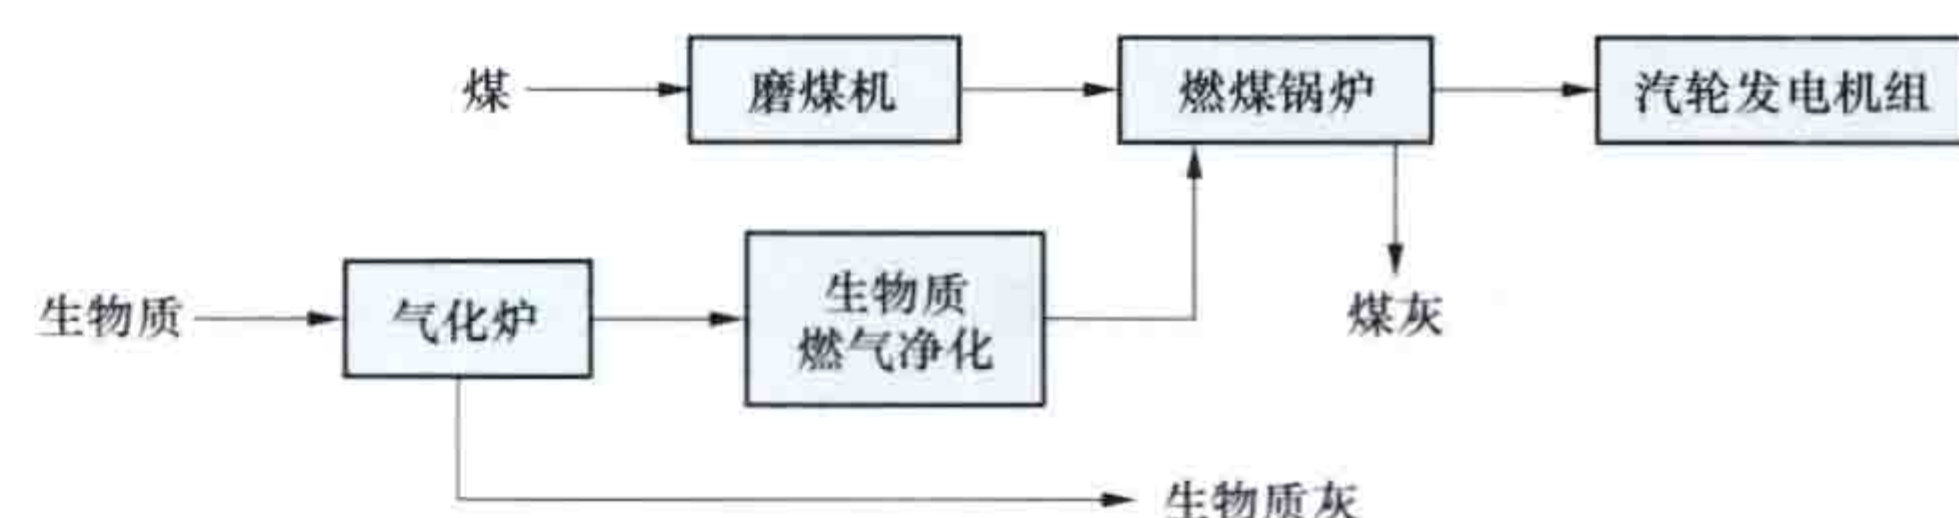 煤
磨煤机
燃煤锅炉
汽轮发电机组
生物质
气化炉
生物质
燃气净化
煤灰
生物质灰